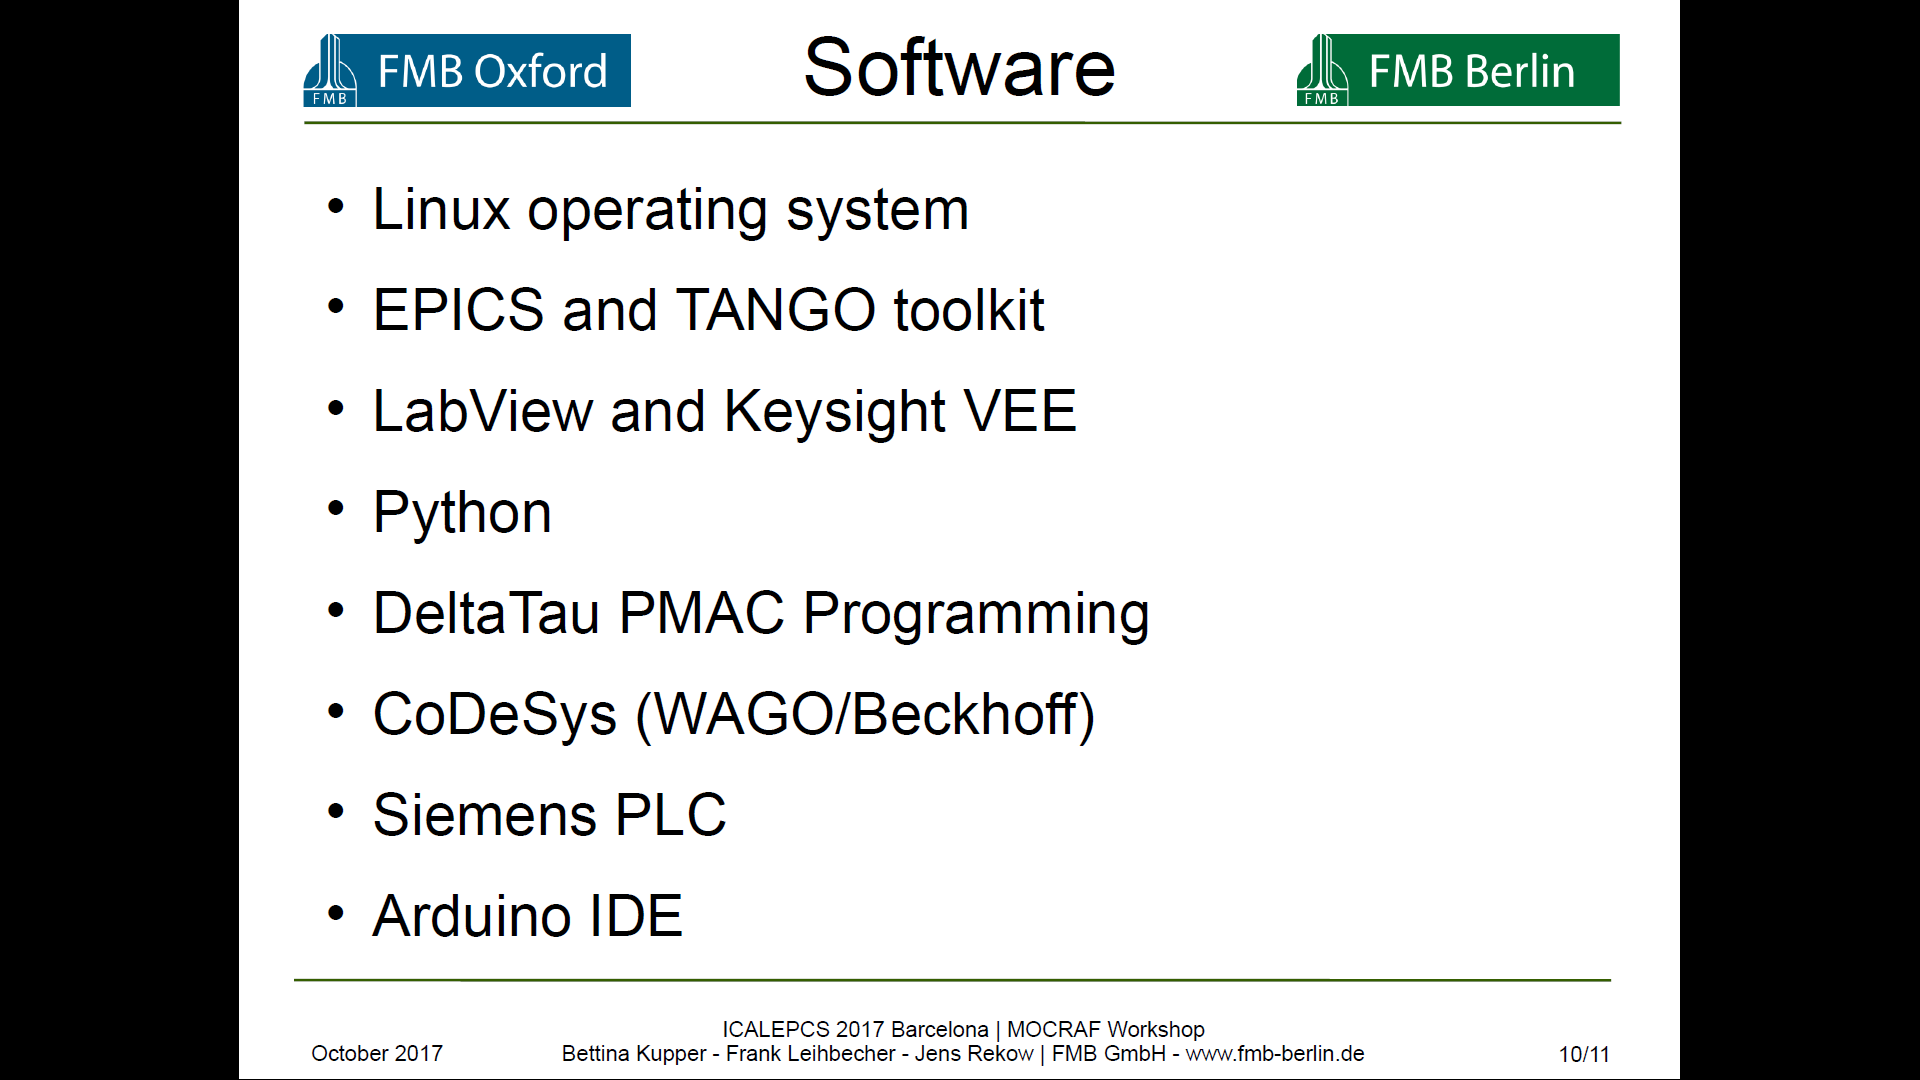 FMB Oxford
FMB
Software
FMB Berlin
FMB
• Linux operating system
• EPICS and TANGO toolkit
• LabView and Keysight VEE
• Python
• DeltaTau PMAC Programming
• CoDeSys (WAGO/Beckhoff)
• Siemens PLC
• Arduino IDE
ICALEPCS 2017 Barcelona | MOCRAF Workshop
October 2017
Bettina Kupper - Frank Leihbecher - Jens Rekow | FMB GmbH - www.fmb-berlin.de
10/11